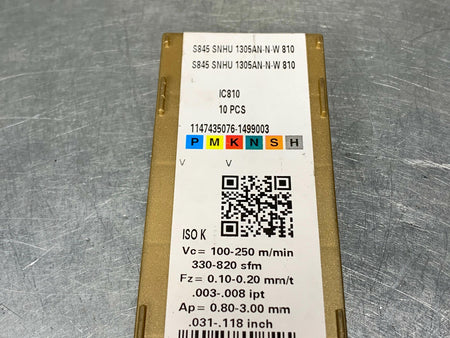 S845 SNHU 1305AN-N-W 810
S845 SNHU 1305AN-N-W 810
IC810
10 PCS
1147435076-1499003
P M K N S H
V V
ISO K
Vc= 100-250 m/min
330-820 sfm
Fz= 0.10-0.20 mm/t
.003-.008 ipt
Ap= 0.80-3.00 mm
.031-.118 inch